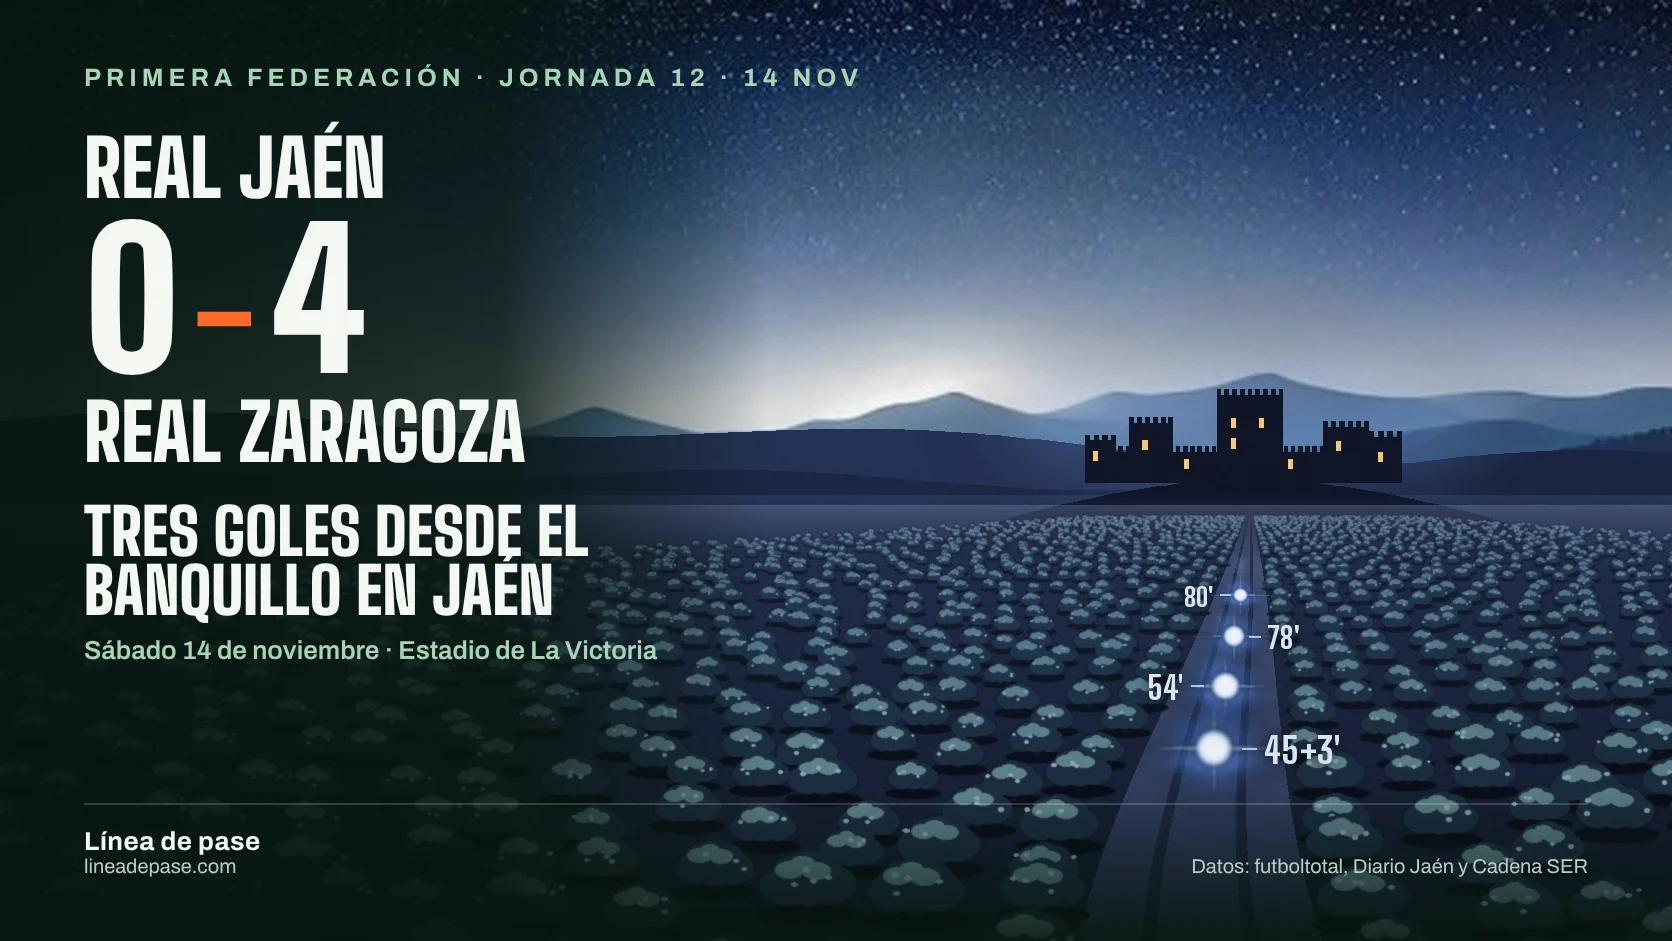 PRIMERA FEDERACIÓN · JORNADA 12 · 14 NOV
REAL JAÉN
0-4
REAL ZARAGOZA
TRES GOLES DESDE EL
BANQUILLO EN JAÉN
Sábado 14 de noviembre · Estadio de La Victoria
80'
78'
54'
45+3'
Línea de pase
lineadepase.com
Datos: futboltotal, Diario Jaén y Cadena SER